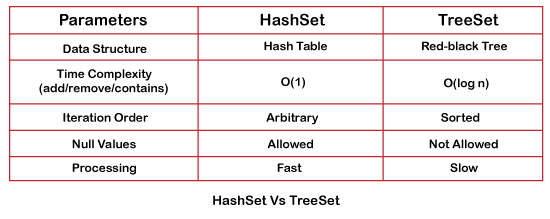 Parameters HashSet TreeSet
Data Structure Hash Table Red-black Tree
Time Complexity
(add/remove/contains) O(1) O(log n)
Iteration Order Arbitrary Sorted
Null Values Allowed Not Allowed
Processing Fast Slow
HashSet Vs TreeSet